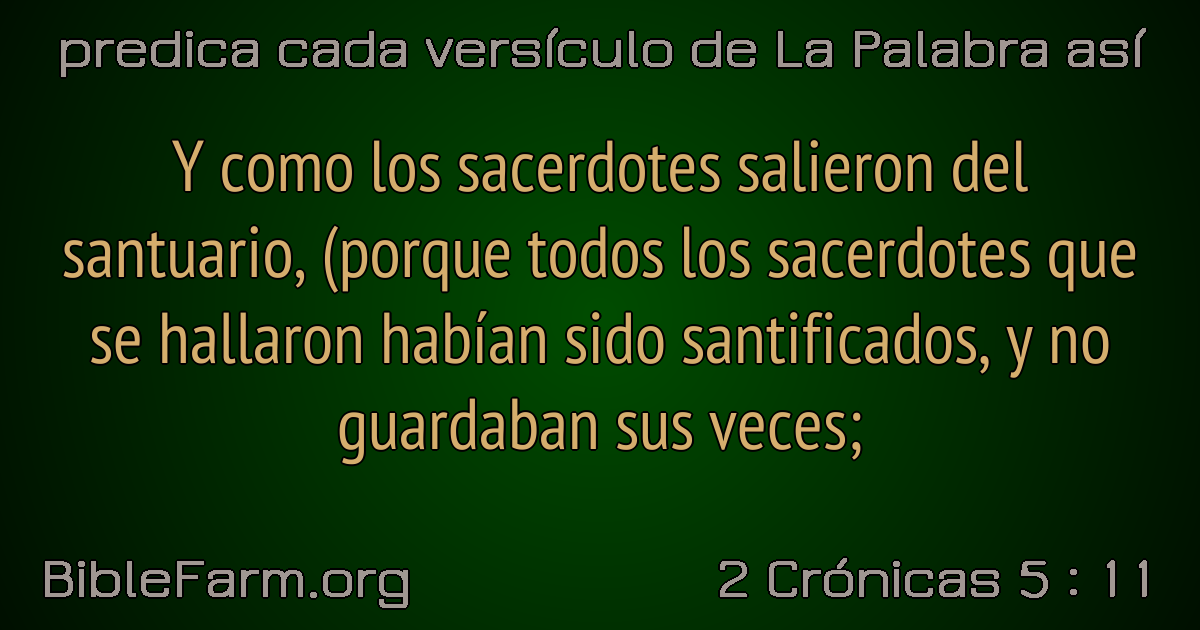 predica cada versículo de La Palabra así
Y como los sacerdotes salieron del
santuario, (porque todos los sacerdotes que
se hallaron habían sido santificados, y no
guardaban sus veces;
BibleFarm.org
2 Crónicas 5 : 11